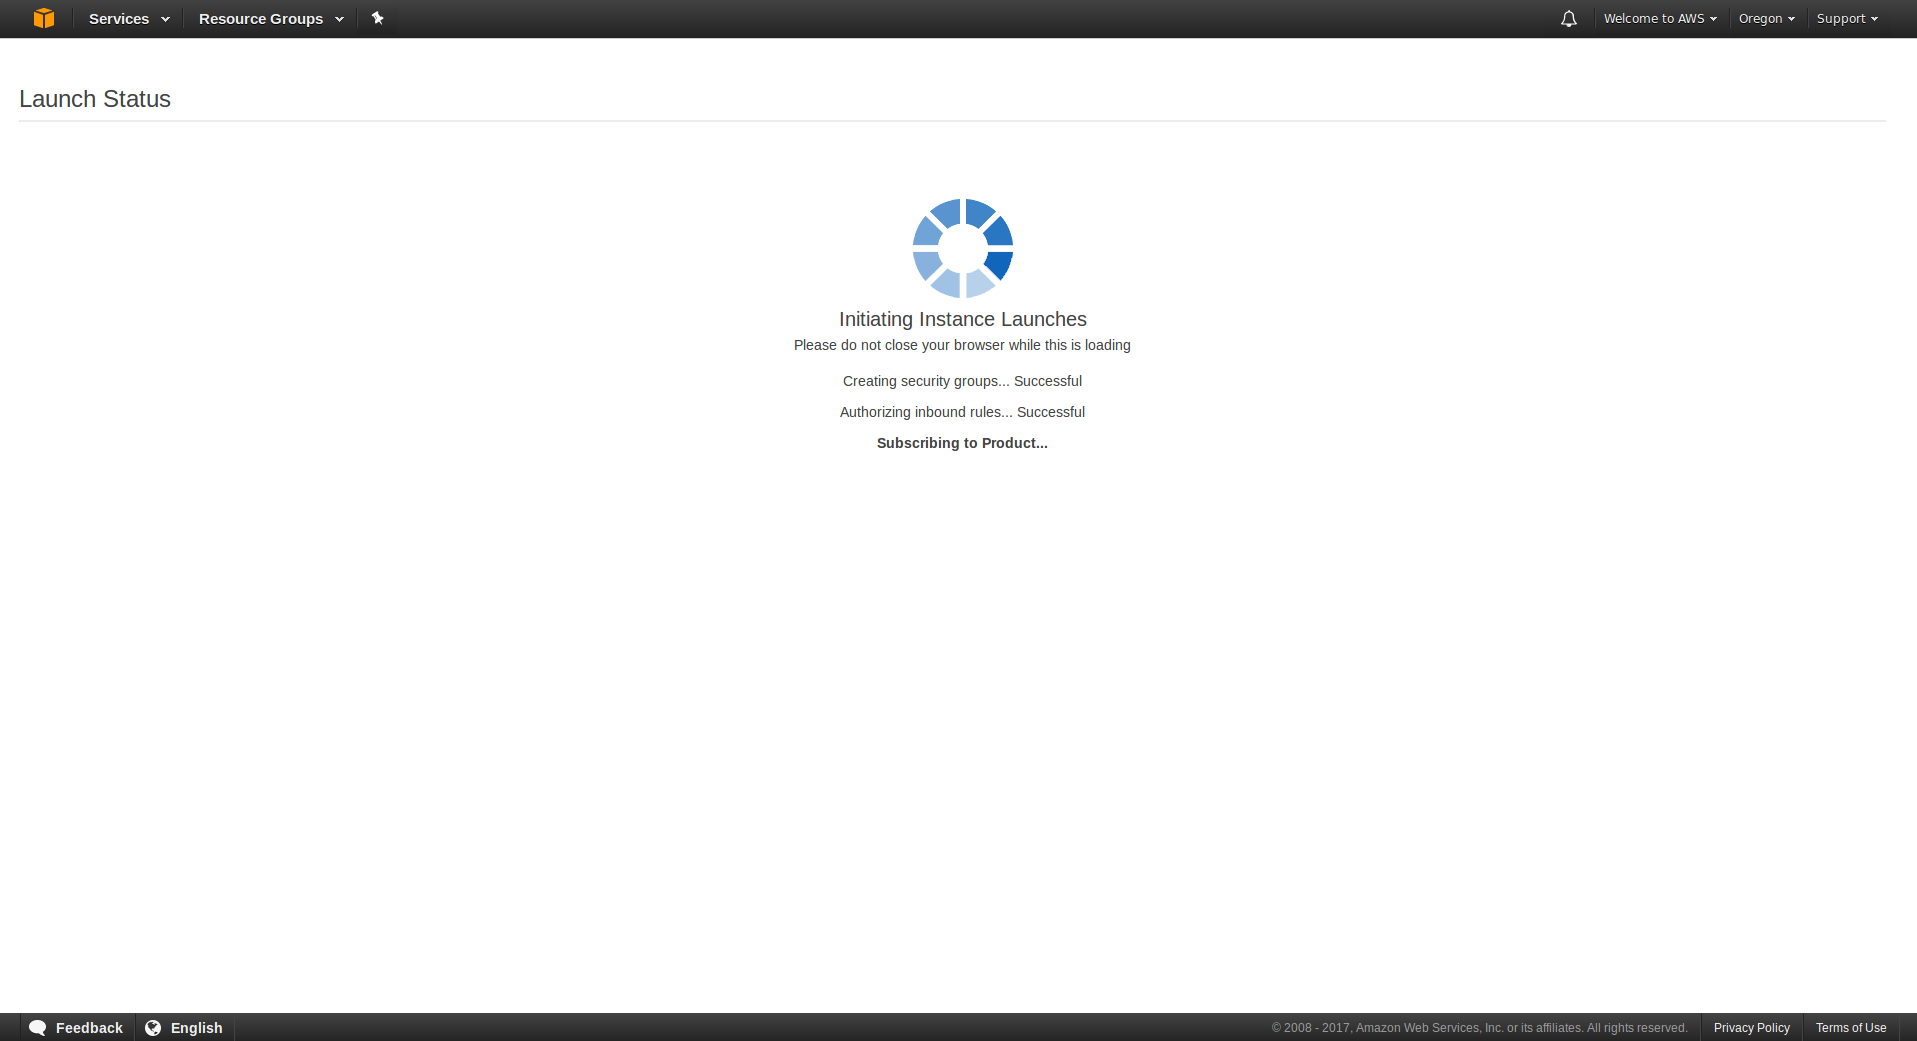 Services Resource Groups Welcome to AWS Oregon Support
Launch Status
Initiating Instance Launches
Please do not close your browser while this is loading
Creating security groups... Successful
Authorizing inbound rules... Successful
Subscribing to Product...
Feedback English © 2008 - 2017, Amazon Web Services, Inc. or its affiliates. All rights reserved. Privacy Policy Terms of Use